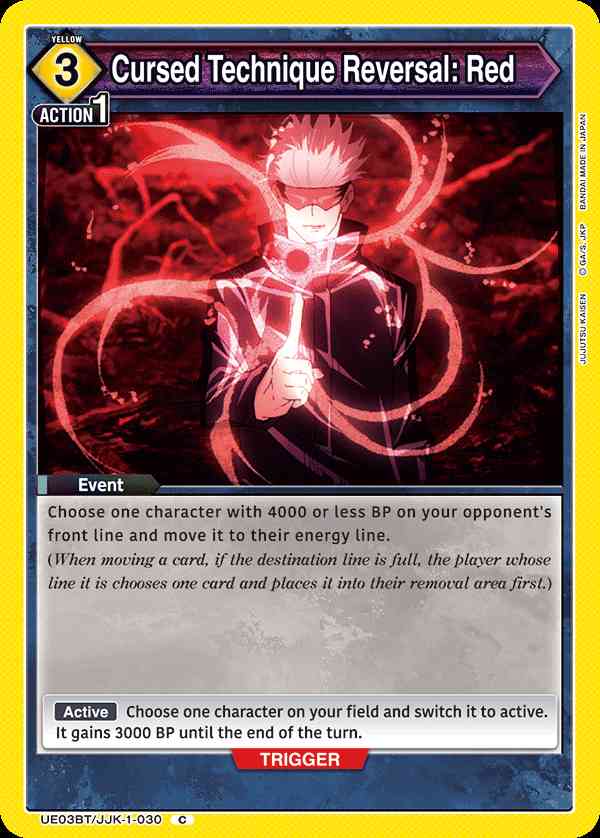 YELLOW
3
Cursed Technique Reversal: Red
ACTION 1
Event
Choose one character with 4000 or less BP on your opponent's
front line and move it to their energy line.
(When moving a card, if the destination line is full, the player whose
line it is chooses one card and places it into their removal area first.)
Active Choose one character on your field and switch it to active.
It gains 3000 BP until the end of the turn.
TRIGGER
UE03BT/JJK-1-030 C
JUJUTSU KAISEN © GA/S, JKP BANDAI MADE IN JAPAN